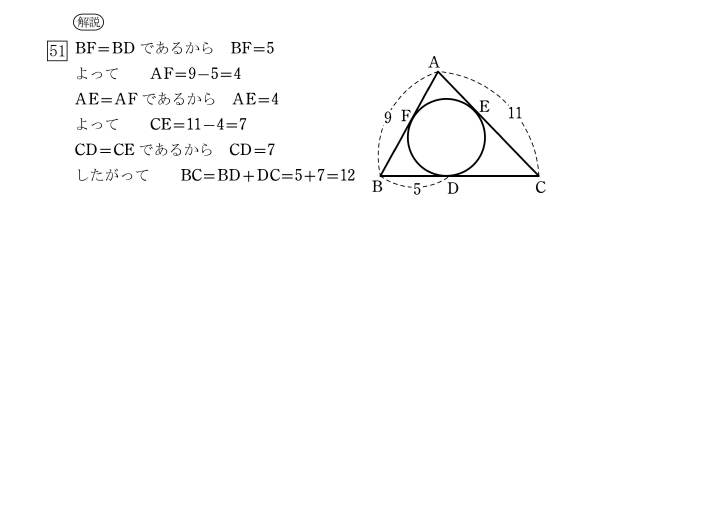 解説
51 BF=BD であるから BF=5
よって AF=9−5=4
AE=AF であるから AE=4
よって CE=11−4=7
CD=CE であるから CD=7
したがって BC=BD+DC=5+7=12
A
E
9 F 11
B 5 D C